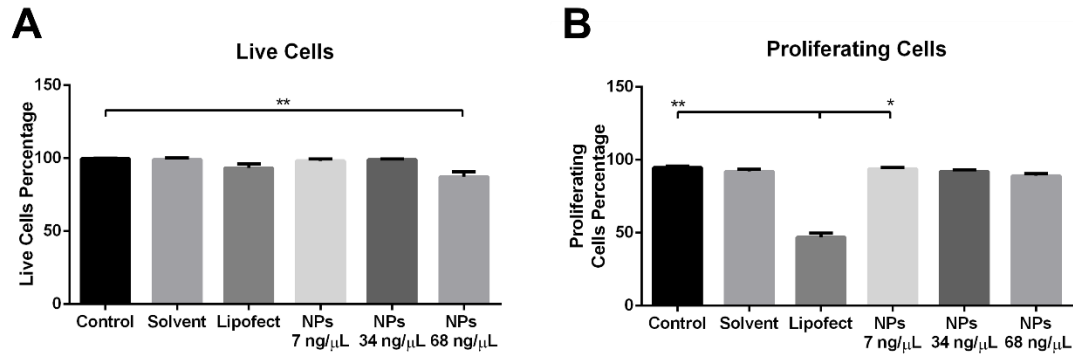 A
Live Cells
Live Cells Percentage
150
100
50
0
**
Control Solvent Lipofect NPs NPs NPs
7 ng/μL 34 ng/μL 68 ng/μL
B
Proliferating Cells
Proliferating
Cells Percentage
150
100
50
0
** *
Control Solvent Lipofect NPs NPs NPs
7 ng/μL 34 ng/μL 68 ng/μL